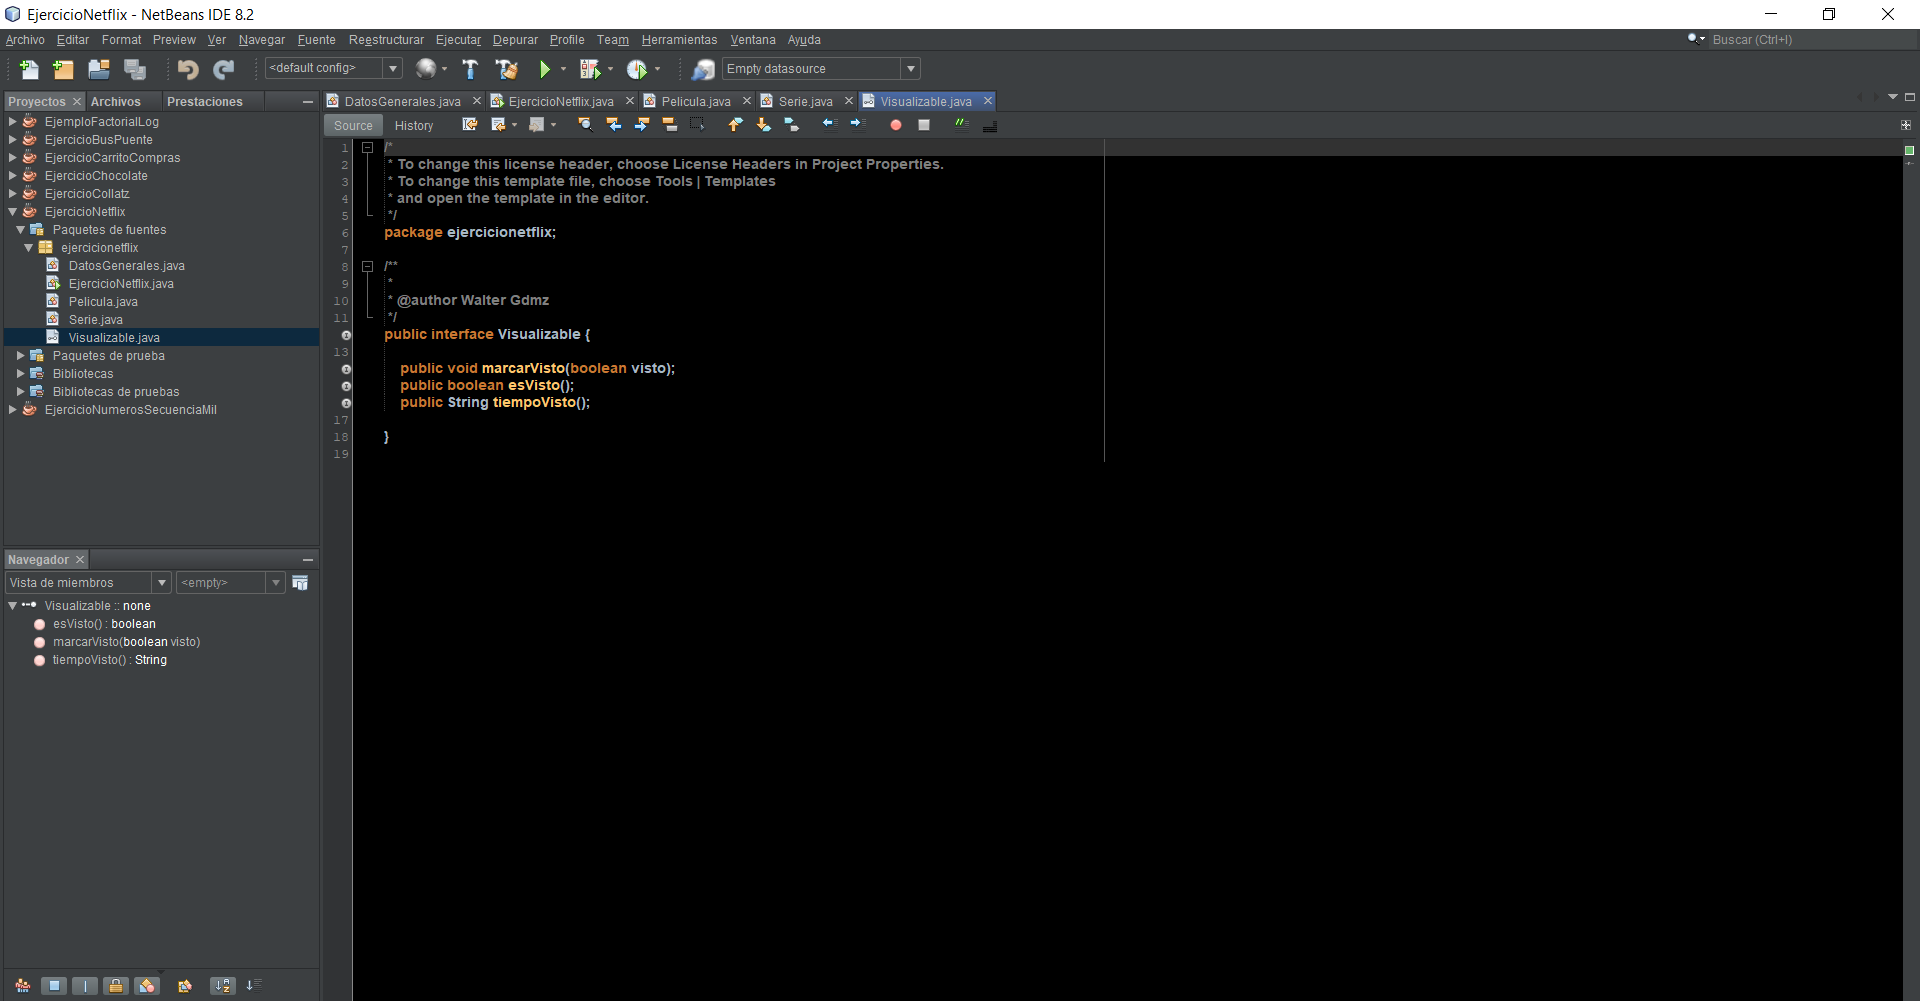 EjercicioNetflix - NetBeans IDE 8.2
Archivo Editar Format Preview Ver Navegar Fuente Reestructurar Ejecutar Depurar Profile Team Herramientas Ventana Ayuda Buscar (Ctrl+I)
<default config> Empty datasource
Proyectos Archivos Prestaciones
EjemploFactorialLog
EjercicioBusPuente
EjercicioCarritoCompras
EjercicioChocolate
EjercicioCollatz
EjercicioNetflix
Paquetes de fuentes
ejercicionetflix
DatosGenerales.java
EjercicioNetflix.java
Pelicula.java
Serie.java
Visualizable.java
Paquetes de prueba
Bibliotecas
Bibliotecas de pruebas
EjercicioNumerosSecuenciaMil
Navegador
Vista de miembros <empty>
Visualizable :: none
esVisto() : boolean
marcarVisto(boolean visto)
tiempoVisto() : String
DatosGenerales.java EjercicioNetflix.java Pelicula.java Serie.java Visualizable.java
Source History
1 /*
2 * To change this license header, choose License Headers in Project Properties.
3 * To change this template file, choose Tools | Templates
4 * and open the template in the editor.
5 */
6 package ejercicionetflix;
7
8 /**
9 *
10 * @author Walter Gdmz
11 */
public interface Visualizable {
13
public void marcarVisto(boolean visto);
public boolean esVisto();
public String tiempoVisto();
17
18 }
19